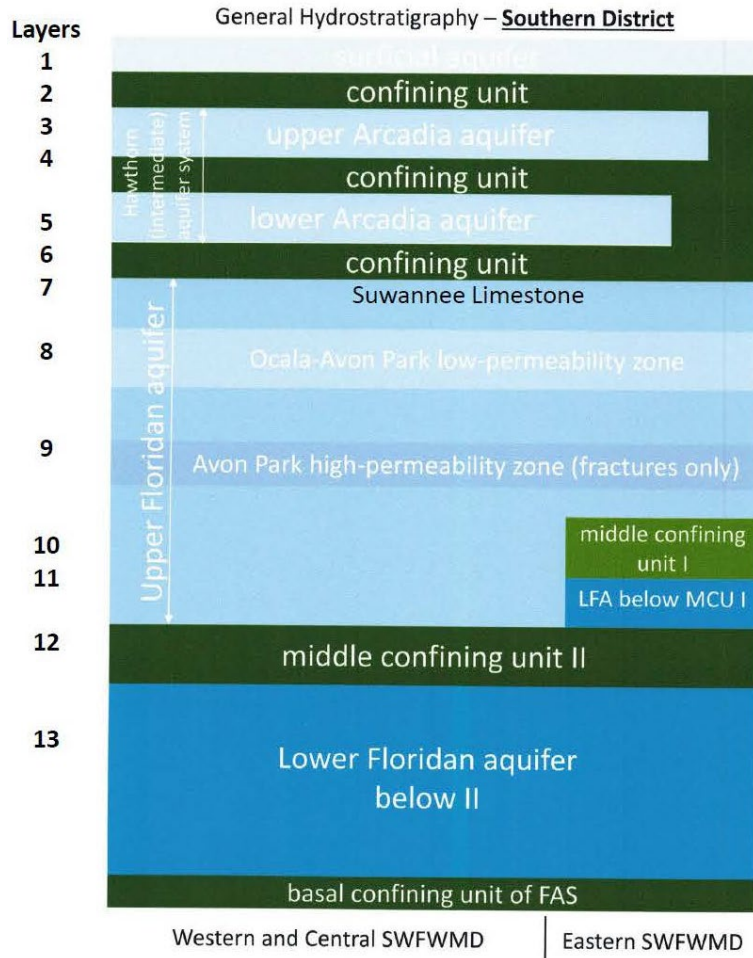 General Hydrostratigraphy – Southern District
Layers
1
surficial aquifer
2
confining unit
3
upper Arcadia aquifer
4
confining unit
Hawthorn
(intermediate)
aquifer system
5
lower Arcadia aquifer
6
confining unit
7
Suwannee Limestone
8
Ocala-Avon Park low-permeability zone
9
Avon Park high-permeability zone (fractures only)
Upper Floridan aquifer
10
middle confining
unit I
11
LFA below MCU I
12
middle confining unit II
13
Lower Floridan aquifer
below II
basal confining unit of FAS
Western and Central SWFWMD
Eastern SWFWMD